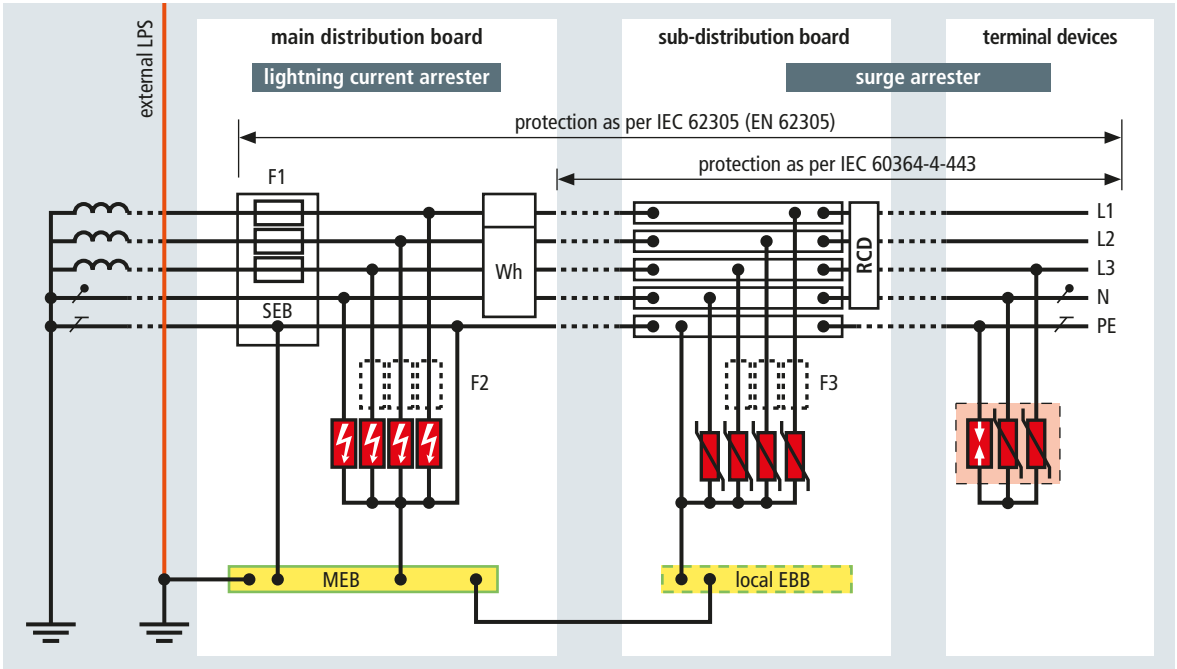 external LPS
main distribution board
sub-distribution board
terminal devices
lightning current arrester
surge arrester
protection as per IEC 62305 (EN 62305)
protection as per IEC 60364-4-443
F1
L1
L2
L3
N
PE
Wh
RCD
SEB
F2
F3
MEB
local EBB